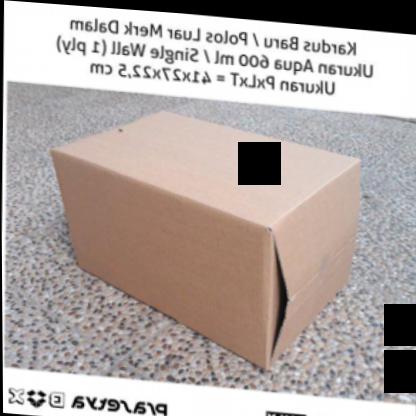 Kardus Baru / Polos Luar Merk Dalam
Ukuran Aqua 600 ml / Single Wall (1 ply)
Ukuran PxLxT = 41x27x22,5 cm
Prasetya